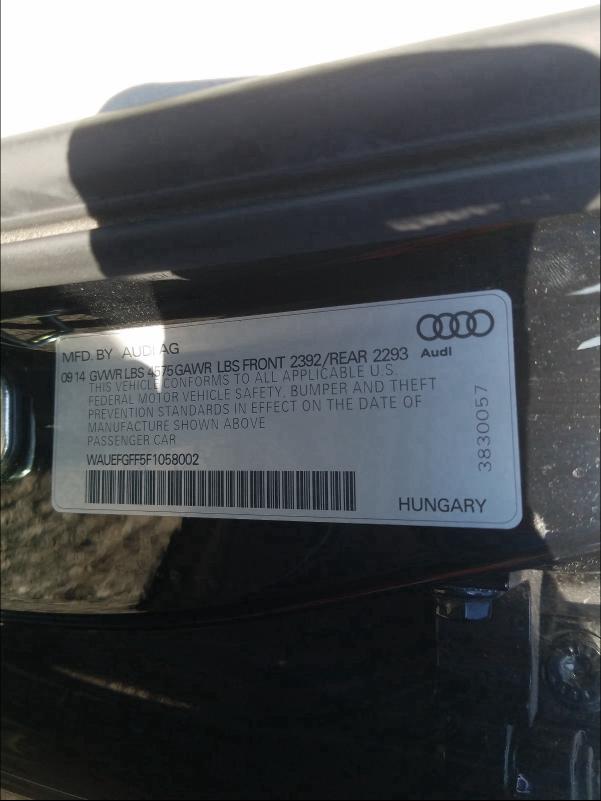 MFD. BY AUDI AG
09 14 GVWR LBS 4575 GAWR LBS FRONT 2392/REAR 2293
THIS VEHICLE CONFORMS TO ALL APPLICABLE U.S.
FEDERAL MOTOR VEHICLE SAFETY, BUMPER AND THEFT
PREVENTION STANDARDS IN EFFECT ON THE DATE OF
MANUFACTURE SHOWN ABOVE
PASSENGER CAR
WAUEFGFF5F1058002
HUNGARY
Audi
3830057